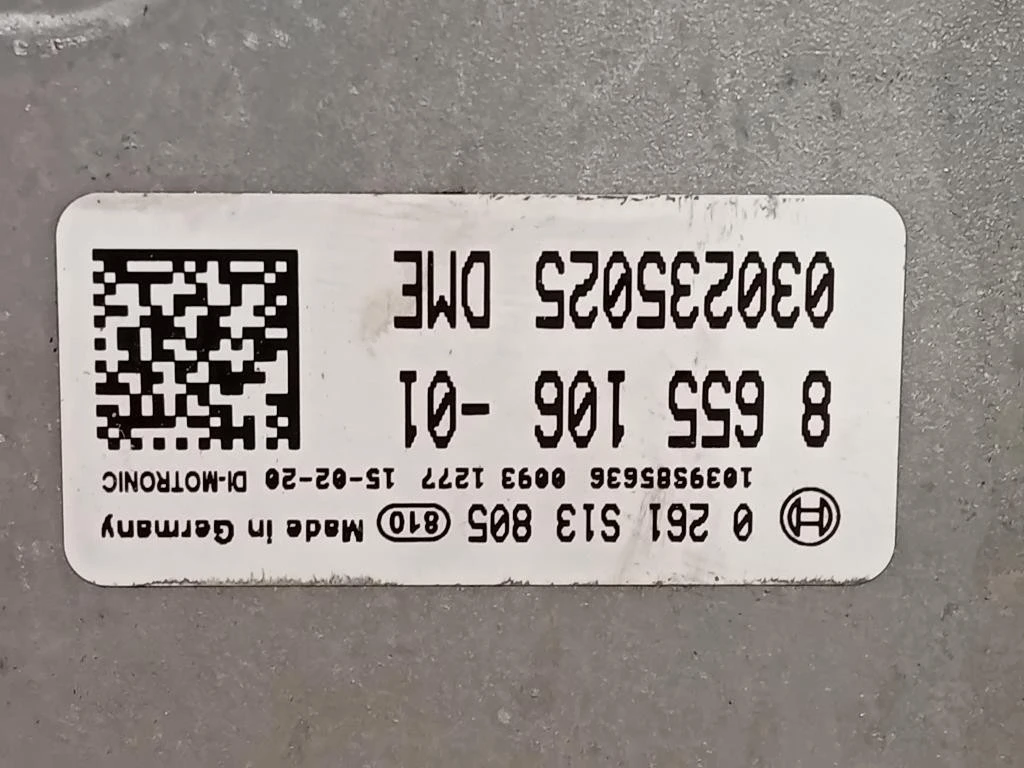 0 261 S13 805 810 Made in Germany
1039585636 0093 1277 15-02-20 DI-MOTRONIC
8 655 106 -01
030235025 DME